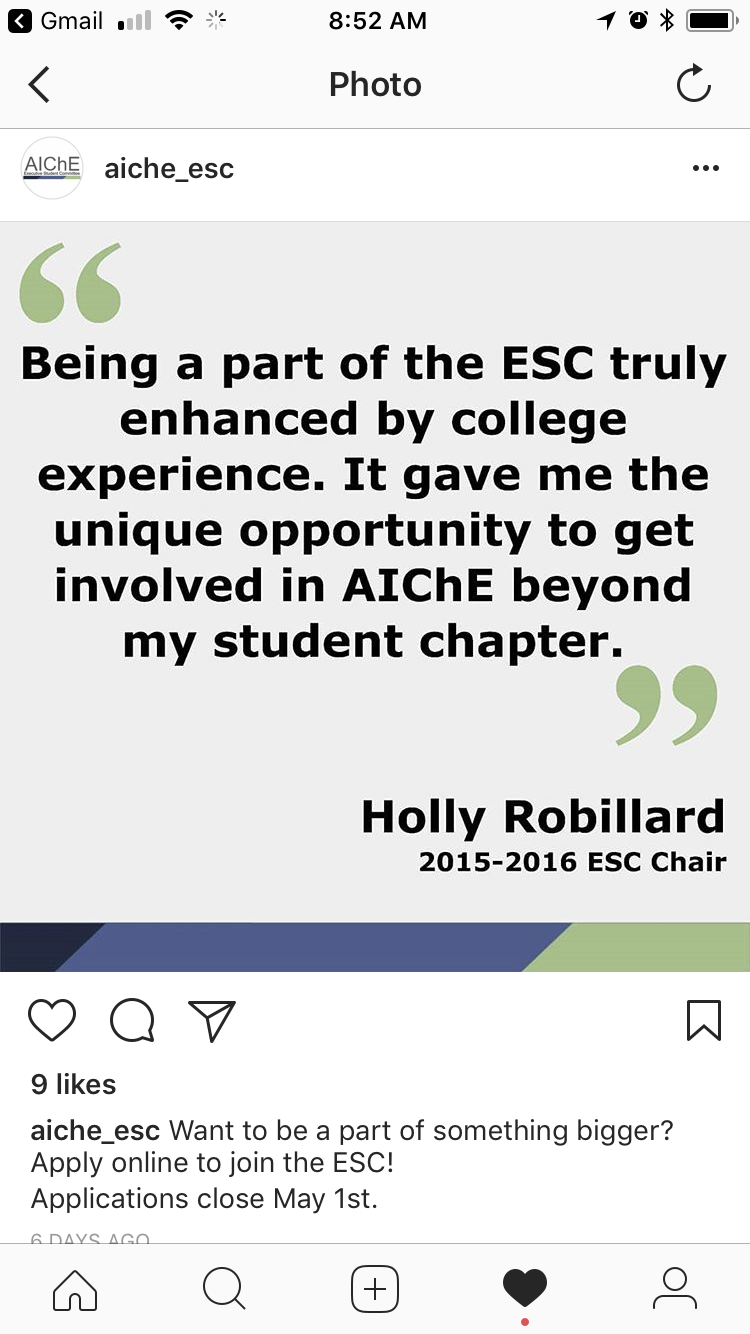 Gmail 8:52 AM
Photo
AIChE
Executive Student Committee
aiche_esc
“
Being a part of the ESC truly
enhanced by college
experience. It gave me the
unique opportunity to get
involved in AIChE beyond
my student chapter.
”
Holly Robillard
2015-2016 ESC Chair
9 likes
aiche_esc Want to be a part of something bigger?
Apply online to join the ESC!
Applications close May 1st.
6 DAYS AGO